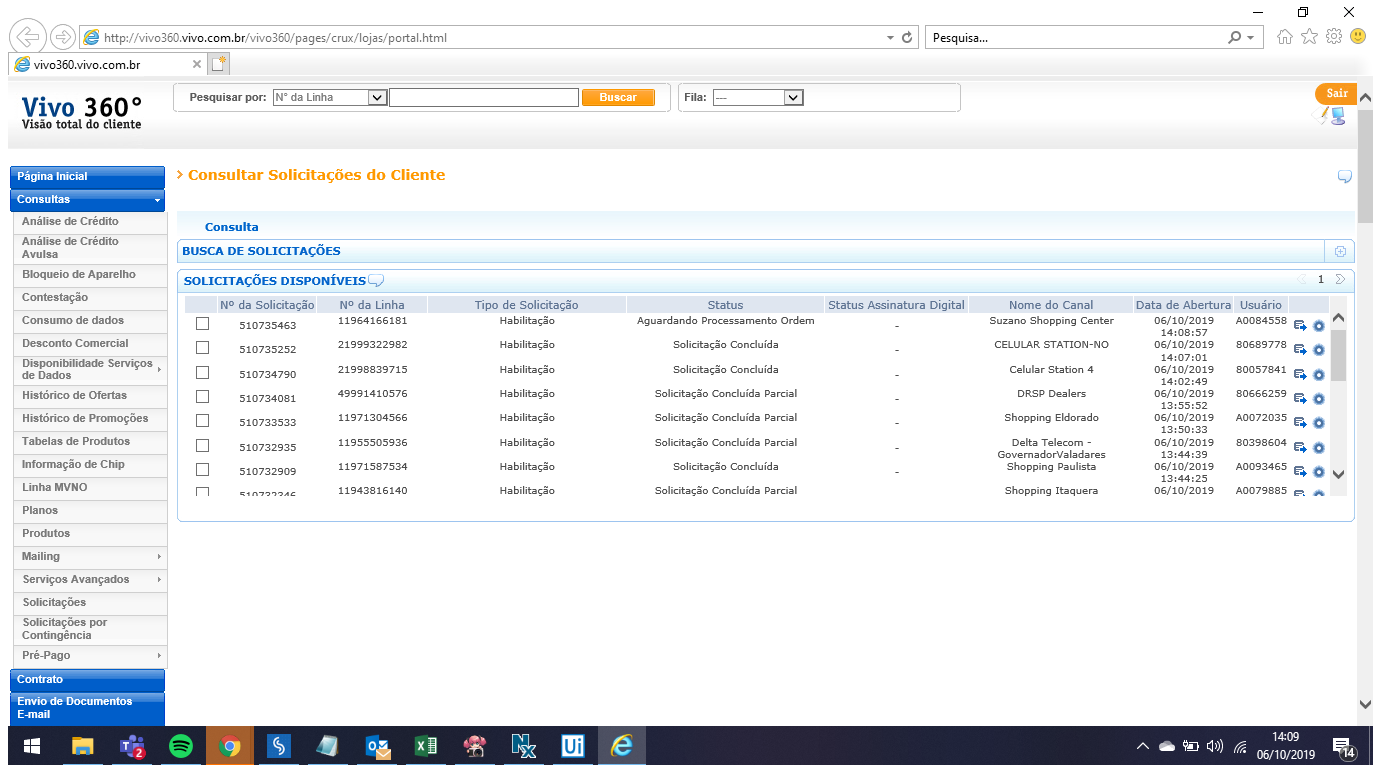 http://vivo360.vivo.com.br/vivo360/pages/crux/lojas/portal.html
Pesquisa...
vivo360.vivo.com.br
Vivo 360°
Visão total do cliente
Pesquisar por: N° da Linha Buscar Fila: ---
Sair
Página Inicial
Consultas
Análise de Crédito
Análise de Crédito
Avulsa
Bloqueio de Aparelho
Contestação
Consumo de dados
Desconto Comercial
Disponibilidade Serviços
de Dados
Histórico de Ofertas
Histórico de Promoções
Tabelas de Produtos
Informação de Chip
Linha MVNO
Planos
Produtos
Mailing
Serviços Avançados
Solicitações
Solicitações por
Contingência
Pré-Pago
Contrato
Envio de Documentos
E-mail
> Consultar Solicitações do Cliente
Consulta
BUSCA DE SOLICITAÇÕES
SOLICITAÇÕES DISPONÍVEIS
1
Nº da Solicitação Nº da Linha Tipo de Solicitação Status Status Assinatura Digital Nome do Canal Data de Abertura Usuário
510735463 11964166181 Habilitação Aguardando Processamento Ordem - Suzano Shopping Center 06/10/2019 A0084558
14:08:57
510735252 21999322982 Habilitação Solicitação Concluída - CELULAR STATION-NO 06/10/2019 80689778
14:07:01
510734790 21998839715 Habilitação Solicitação Concluída - Celular Station 4 06/10/2019 80057841
14:02:49
510734081 49991410576 Habilitação Solicitação Concluída Parcial - DRSP Dealers 06/10/2019 80666259
13:55:52
510733533 11971304566 Habilitação Solicitação Concluída Parcial - Shopping Eldorado 06/10/2019 A0072035
13:50:33
510732935 11955505936 Habilitação Solicitação Concluída Parcial - Delta Telecom - 06/10/2019 80398604
GovernadorValadares 13:44:39
510732909 11971587534 Habilitação Solicitação Concluída - Shopping Paulista 06/10/2019 A0093465
13:44:25
510732346 11943816140 Habilitação Solicitação Concluída Parcial Shopping Itaquera 06/10/2019 A0079885
2
14:09
06/10/2019
14